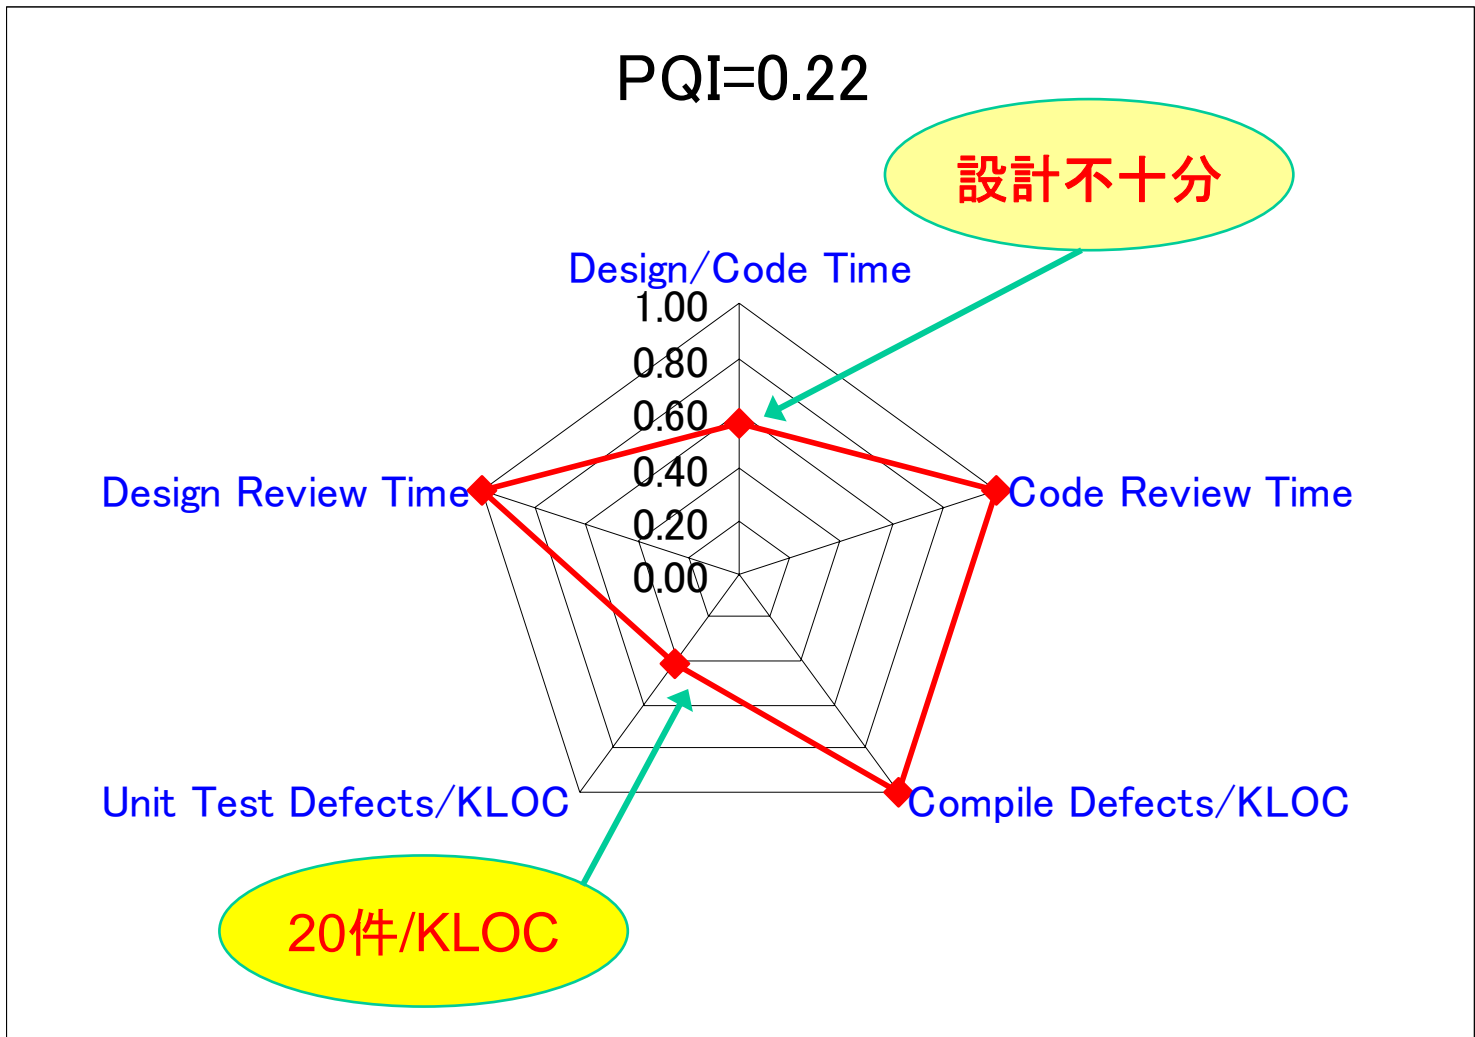 PQI=0.22
設計不十分
Design/Code Time
1.00
0.80
0.60
0.40
0.20
0.00
Design Review Time
Code Review Time
Unit Test Defects/KLOC
Compile Defects/KLOC
20件/KLOC